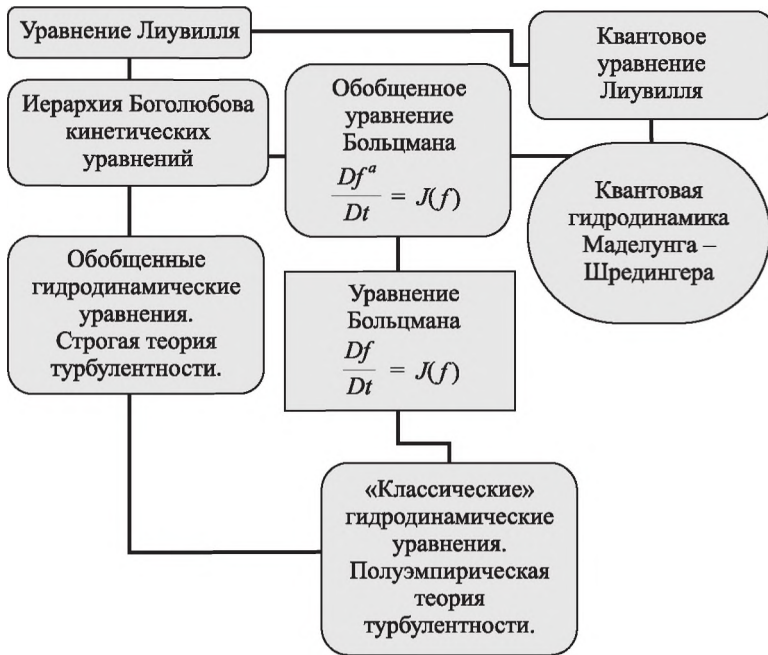 Уравнение Лиувилля
Квантовое
уравнение
Лиувилля
Иерархия Боголюбова
кинетических
уравнений
Обобщенное
уравнение
Больцмана
Df^a/Dt = J(f)
Квантовая
гидродинамика
Маделунга –
Шредингера
Обобщенные
гидродинамические
уравнения.
Строгая теория
турбулентности.
Уравнение
Больцмана
Df/Dt = J(f)
«Классические»
гидродинамические
уравнения.
Полуэмпирическая
теория
турбулентности.